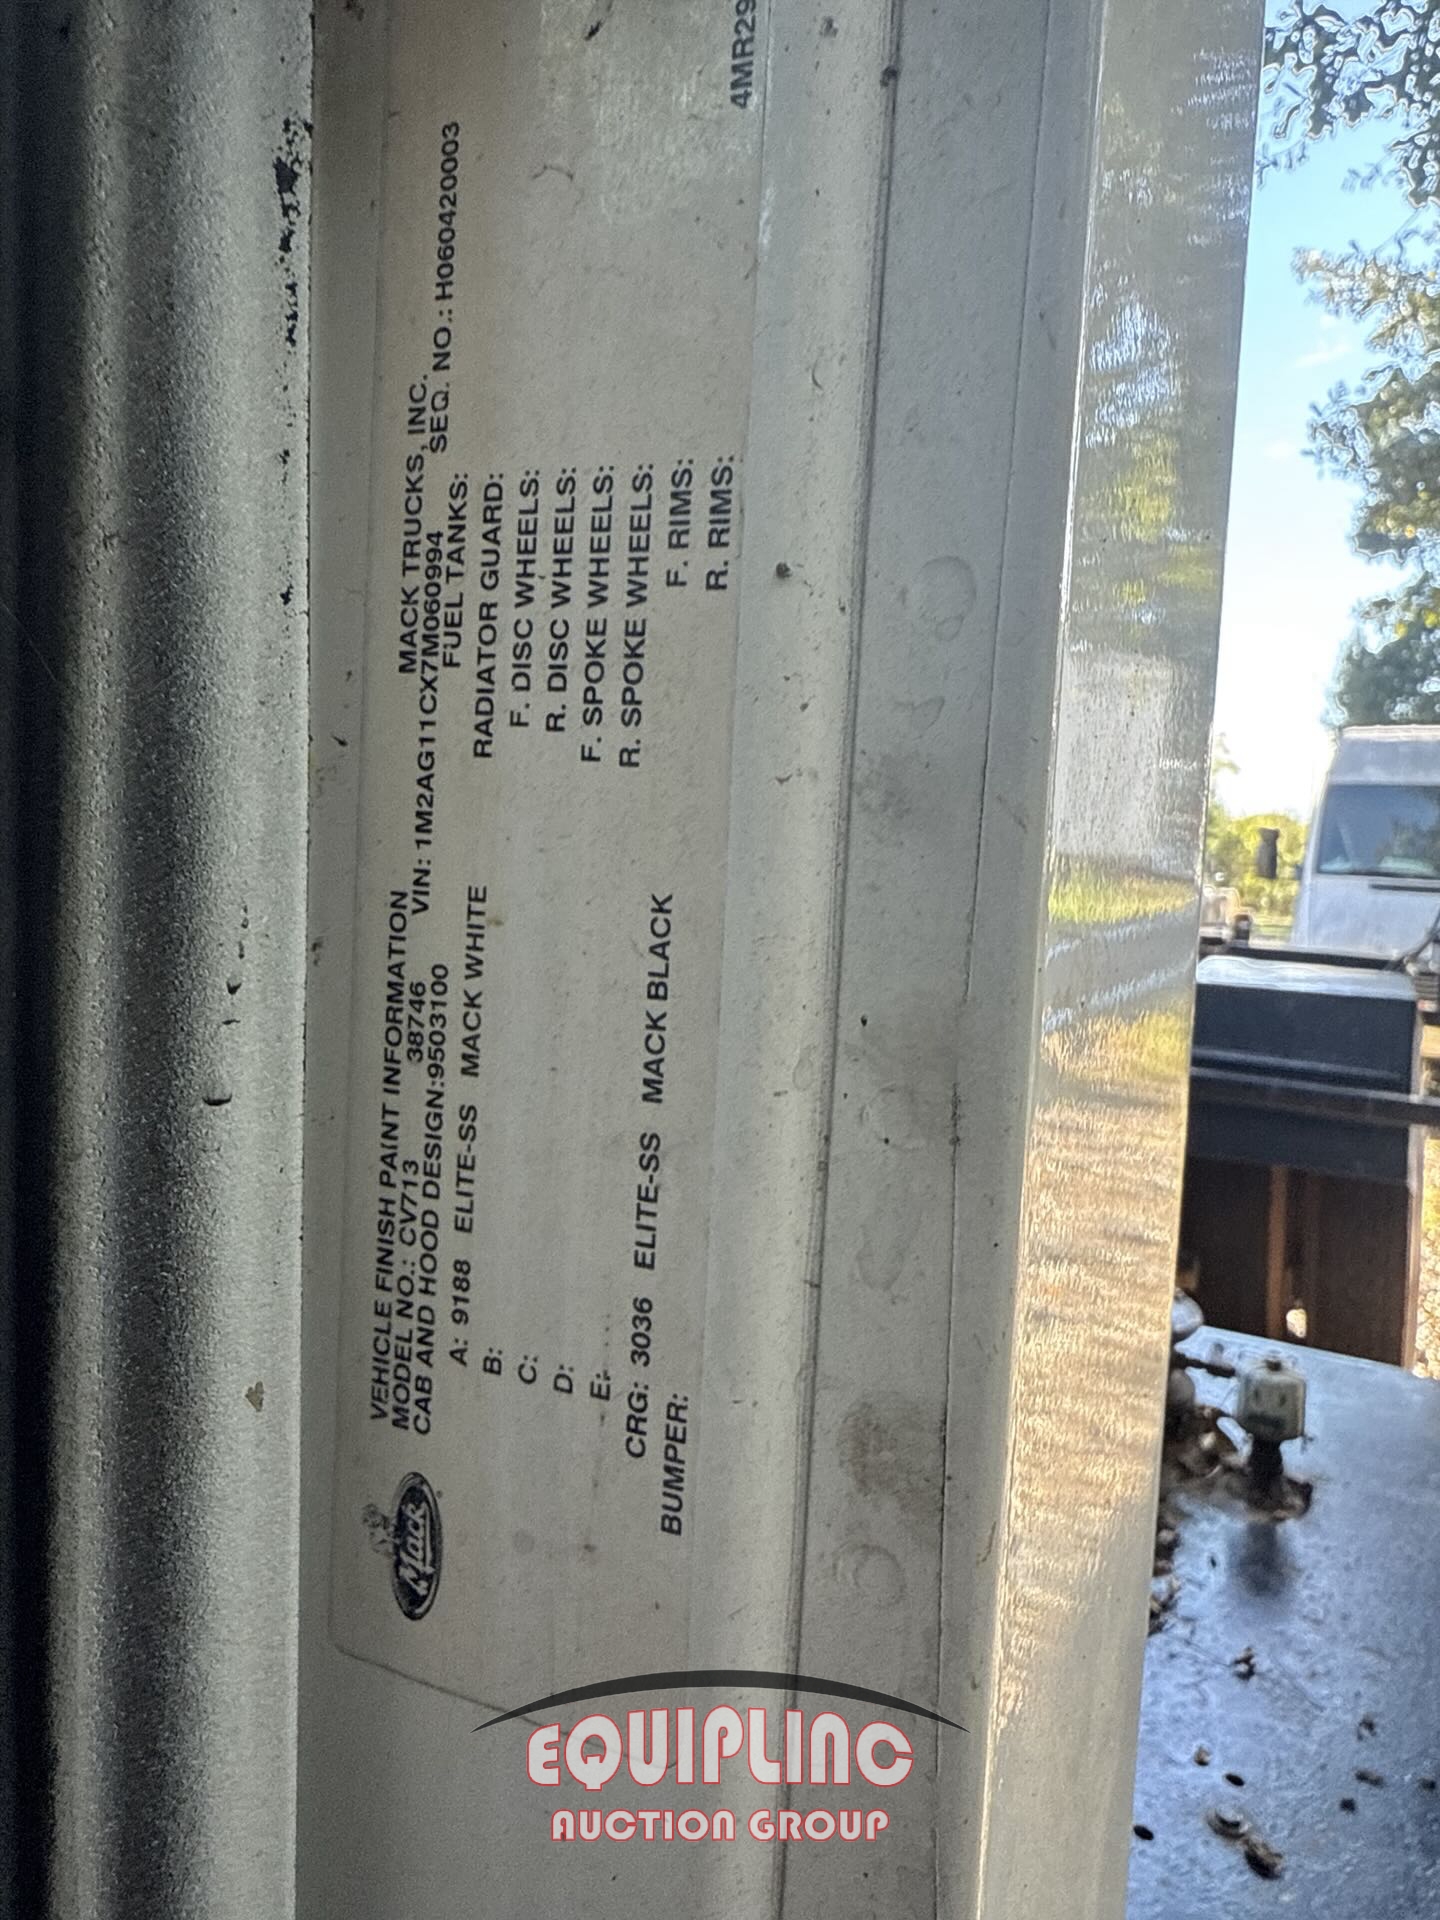 Mack
VEHICLE FINISH PAINT INFORMATION MACK TRUCKS, INC.
MODEL NO.: CV713 38746 VIN: 1M2AG11CX7M060994 SEQ. NO.: H060420003
CAB AND HOOD DESIGN:9503100 FUEL TANKS:
A: 9188 ELITE-SS MACK WHITE RADIATOR GUARD:
B: F. DISC WHEELS:
C: R. DISC WHEELS:
D: F. SPOKE WHEELS:
E: R. SPOKE WHEELS:
CRG: 3036 ELITE-SS MACK BLACK F. RIMS:
BUMPER: R. RIMS:
EQUIPLINC
AUCTION GROUP